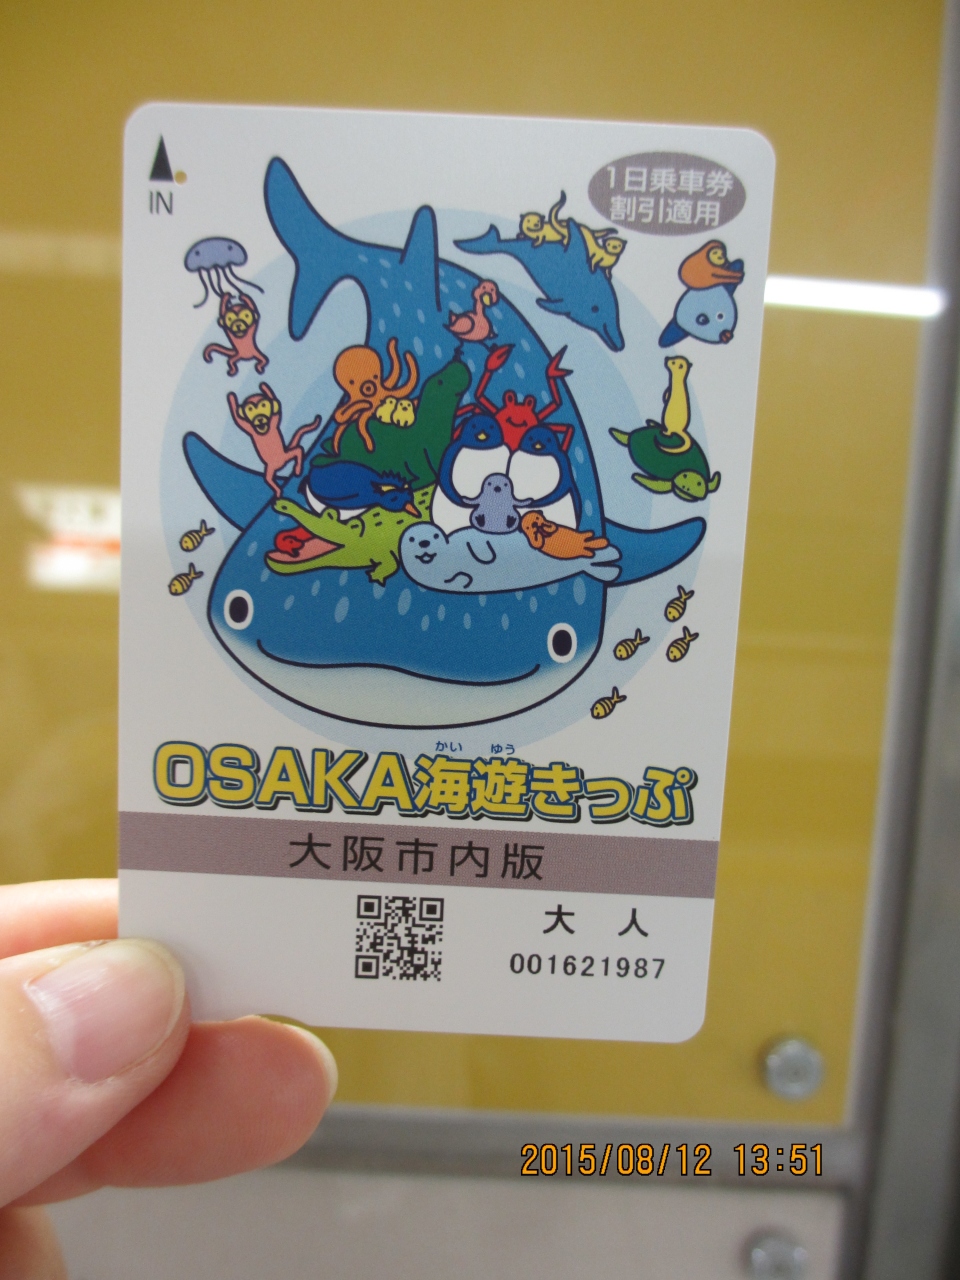 IN
1日乗車券
割引適用
かい ゆう
OSAKA海遊きっぷ
大阪市内版
大人
001621987
2015/08/12 13:51